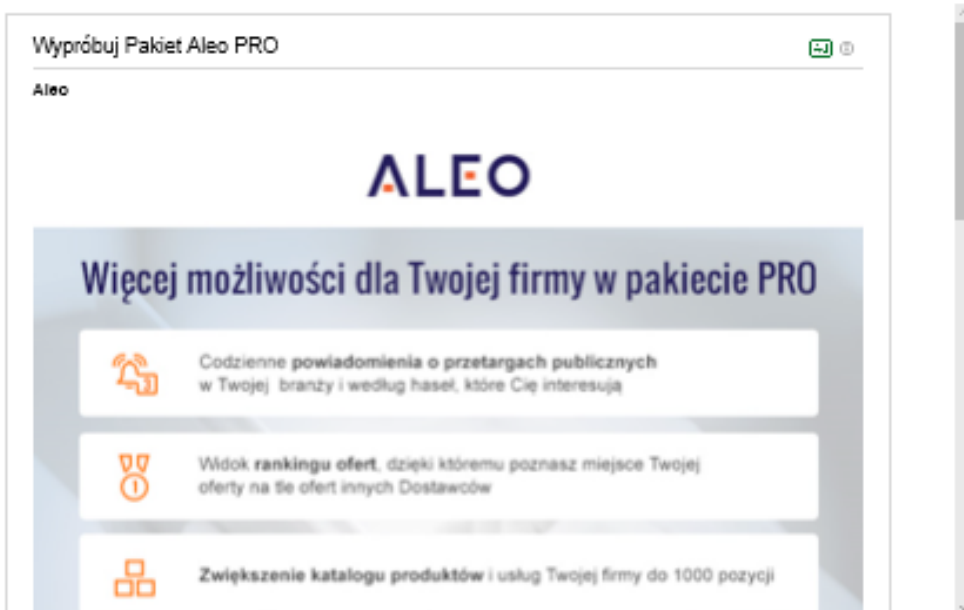 Wypróbuj Pakiet Aleo PRO
Aleo
ALEO
Więcej możliwości dla Twojej firmy w pakiecie PRO
Codzienne powiadomienia o przetargach publicznych
w Twojej branży i według haseł, które Cię interesują
Widok rankingu ofert, dzięki któremu poznasz miejsce Twojej
oferty na tle ofert innych Dostawców
Zwiększenie katalogu produktów i usług Twojej firmy do 1000 pozycji